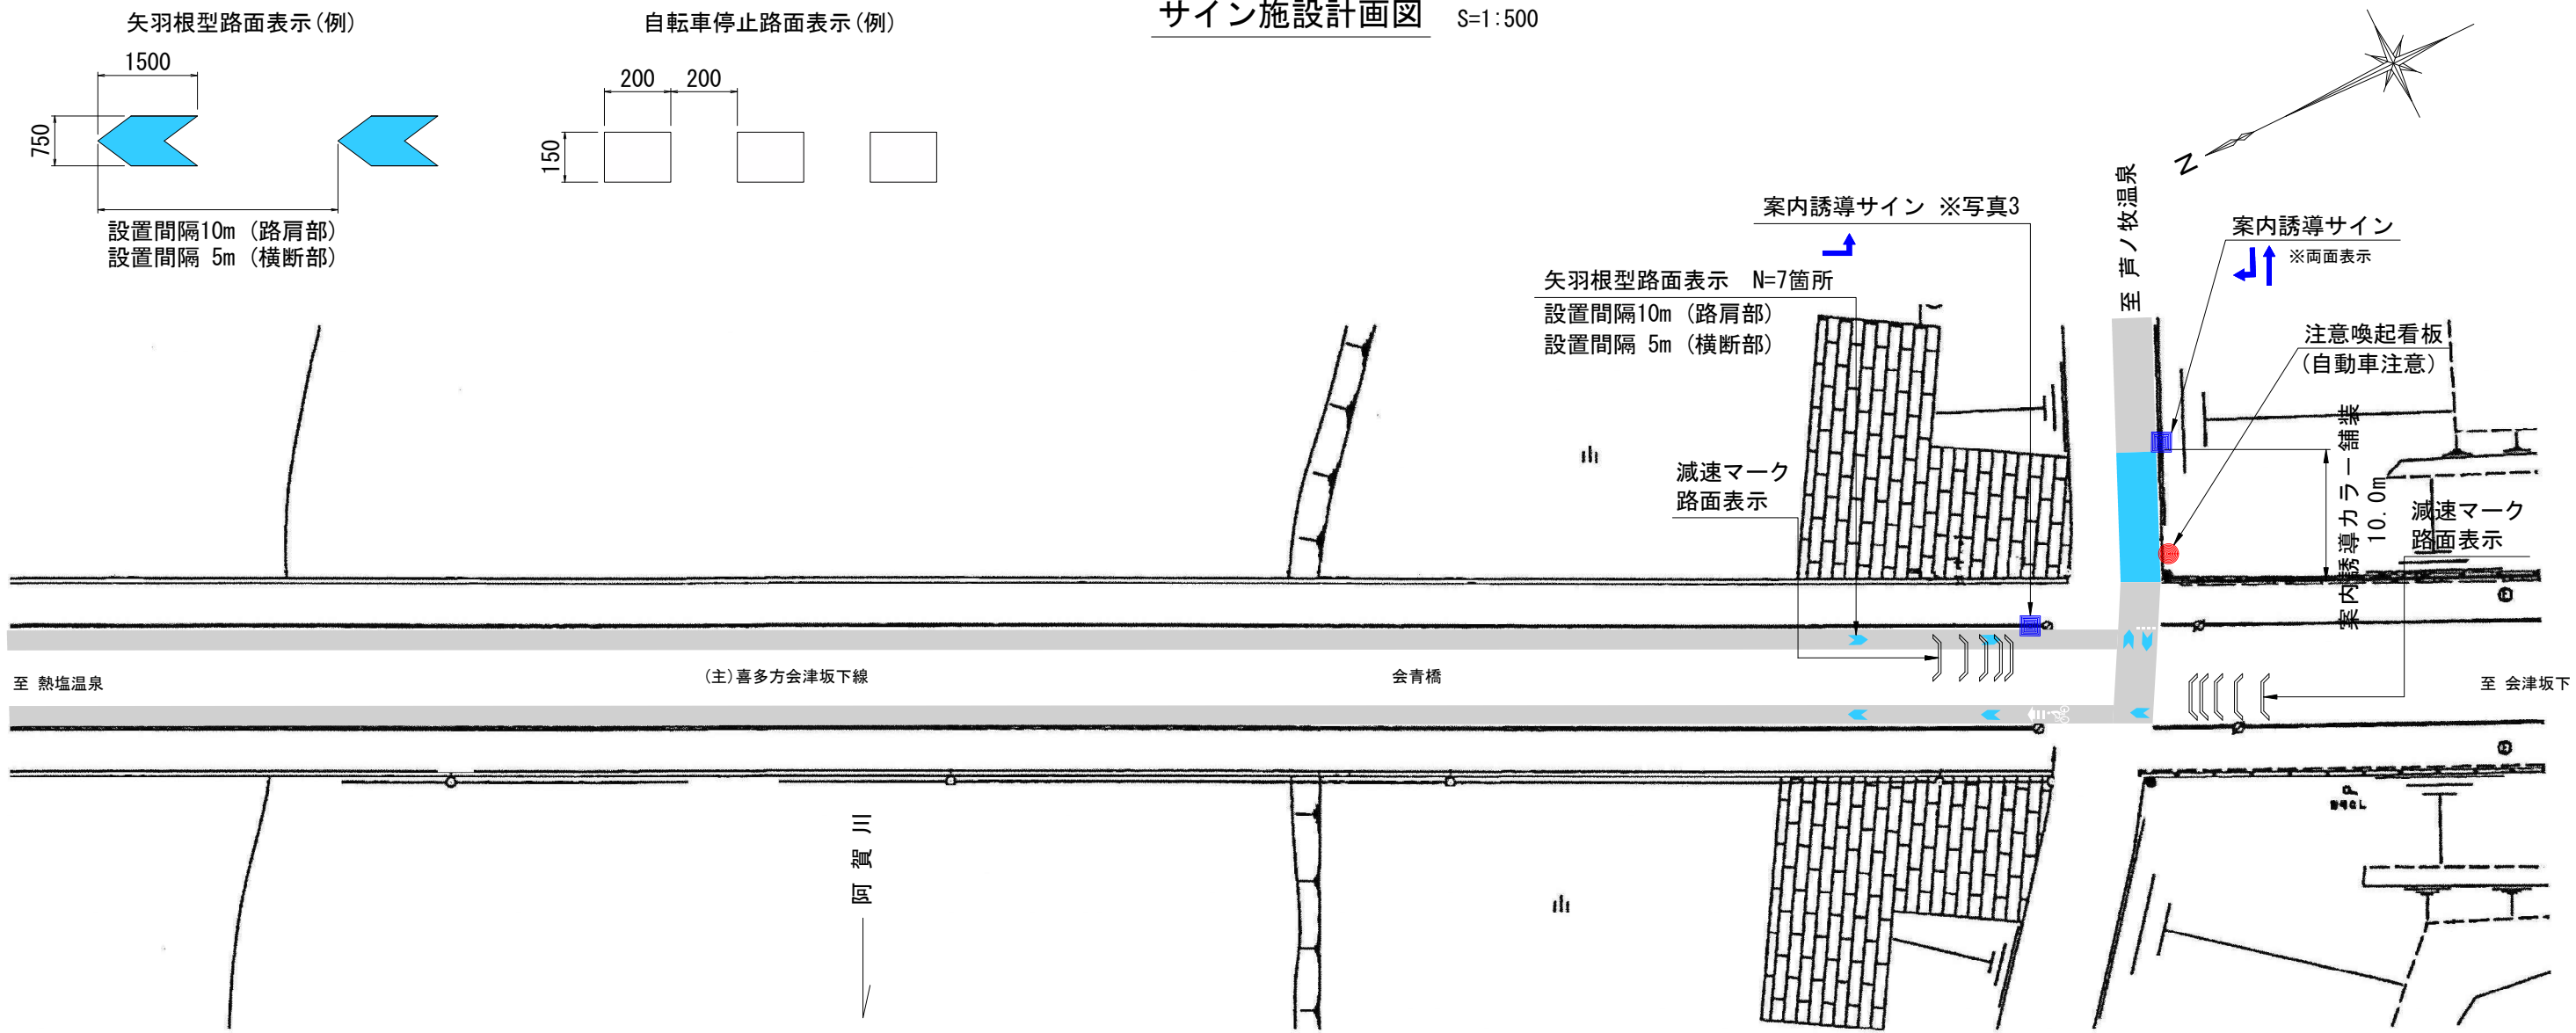 サイン施設計画図 S=1:500
矢羽根型路面表示(例)
1500
750
設置間隔10m (路肩部)
設置間隔 5m (横断部)
自転車停止路面表示(例)
200 200
150
N
案内誘導サイン ※写真3
矢羽根型路面表示 N=7箇所
設置間隔10m (路肩部)
設置間隔 5m (横断部)
至 芦ノ牧温泉
案内誘導サイン
※両面表示
注意喚起看板
(自動車注意)
減速マーク
路面表示
案内誘導カラー舗装
10.0m
減速マーク
路面表示
至 熱塩温泉
(主)喜多方会津坂下線
会青橋
至 会津坂下
阿賀川